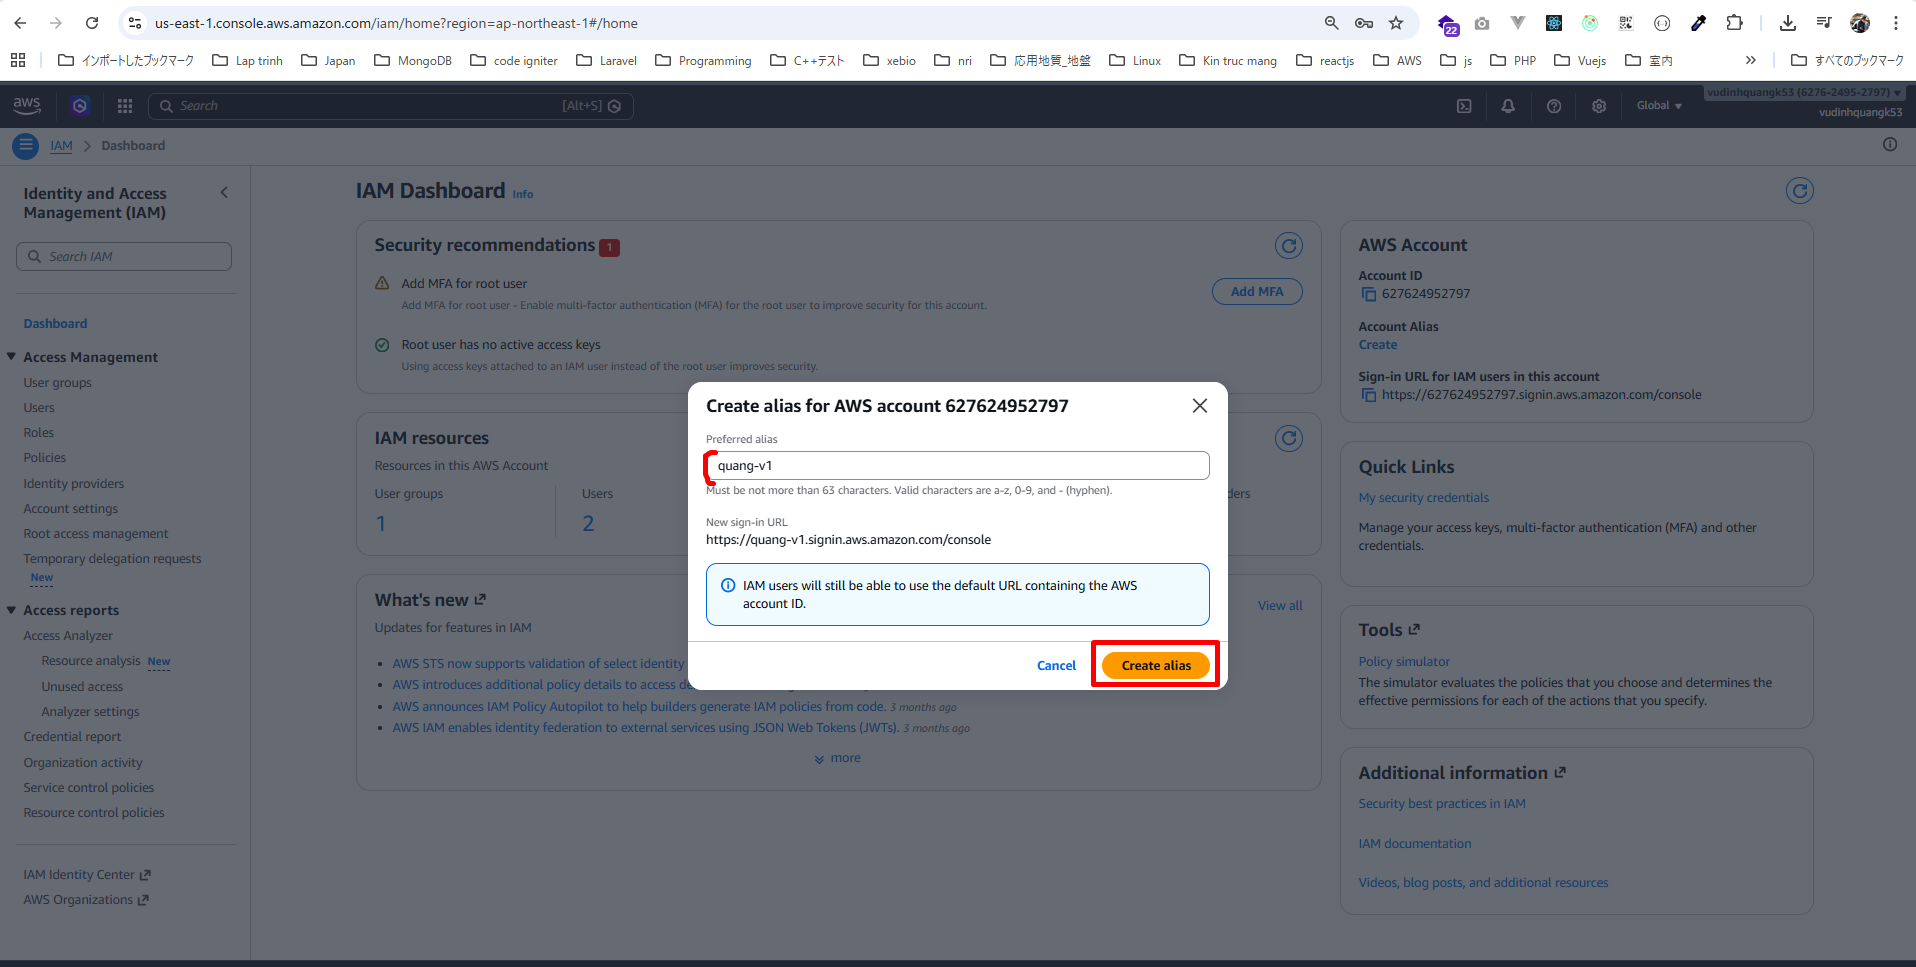 us-east-1.console.aws.amazon.com/iam/home?region=ap-northeast-1#/home
22
インポートしたブックマーク Lap trinh Japan MongoDB code igniter Laravel Programming C++テスト xebio nri 応用地質_地盤 Linux Kin truc mang reactjs AWS js PHP Vuejs 室内 » すべてのブックマーク
aws Search [Alt+S] Global vudinhquangk53 (6276-2495-2797)
vudinhquangk53
IAM > Dashboard
Identity and Access
Management (IAM)
Search IAM
Dashboard
Access Management
User groups
Users
Roles
Policies
Identity providers
Account settings
Root access management
Temporary delegation requests
New
Access reports
Access Analyzer
Resource analysis New
Unused access
Analyzer settings
Credential report
Organization activity
Service control policies
Resource control policies
IAM Identity Center
AWS Organizations
IAM Dashboard Info
Security recommendations 1
Add MFA for root user
Add MFA for root user - Enable multi-factor authentication (MFA) for the root user to improve security for this account.
Add MFA
Root user has no active access keys
Using access keys attached to an IAM user instead of the root user improves security.
IAM resources
Resources in this AWS Account
User groups Users
1 2
What's new
View all
Updates for features in IAM
AWS STS now supports validation of select identity
AWS introduces additional policy details to access
AWS announces IAM Policy Autopilot to help builders generate IAM policies from code. 3 months ago
AWS IAM enables identity federation to external services using JSON Web Tokens (JWTs). 3 months ago
more
Create alias for AWS account 627624952797
Preferred alias
quang-v1
Must be not more than 63 characters. Valid characters are a-z, 0-9, and - (hyphen).
New sign-in URL
https://quang-v1.signin.aws.amazon.com/console
IAM users will still be able to use the default URL containing the AWS
account ID.
Cancel Create alias
AWS Account
Account ID
627624952797
Account Alias
Create
Sign-in URL for IAM users in this account
https://627624952797.signin.aws.amazon.com/console
Quick Links
My security credentials
Manage your access keys, multi-factor authentication (MFA) and other
credentials.
Tools
Policy simulator
The simulator evaluates the policies that you choose and determines the
effective permissions for each of the actions that you specify.
Additional information
Security best practices in IAM
IAM documentation
Videos, blog posts, and additional resources